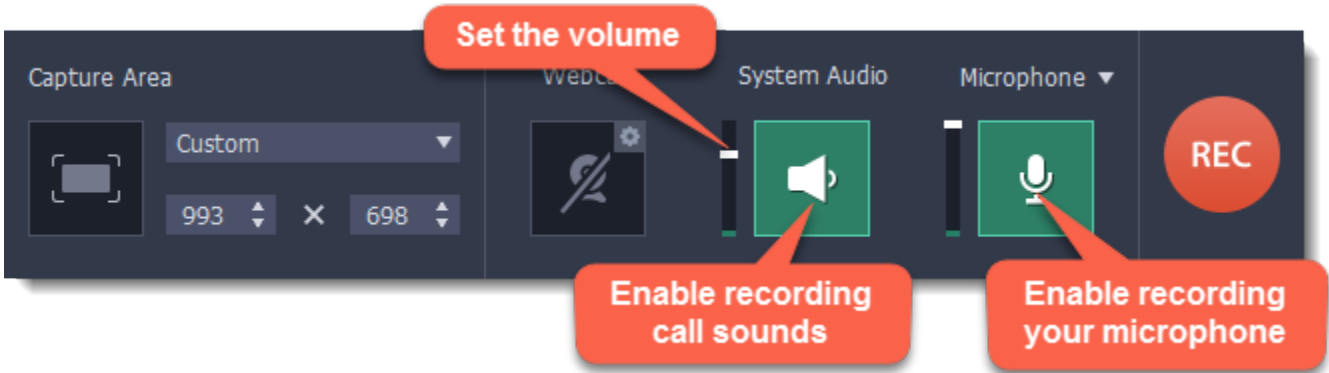 Set the volume
Capture Area
System Audio
Microphone
Custom
993 × 698
REC
Enable recording
call sounds
Enable recording
your microphone